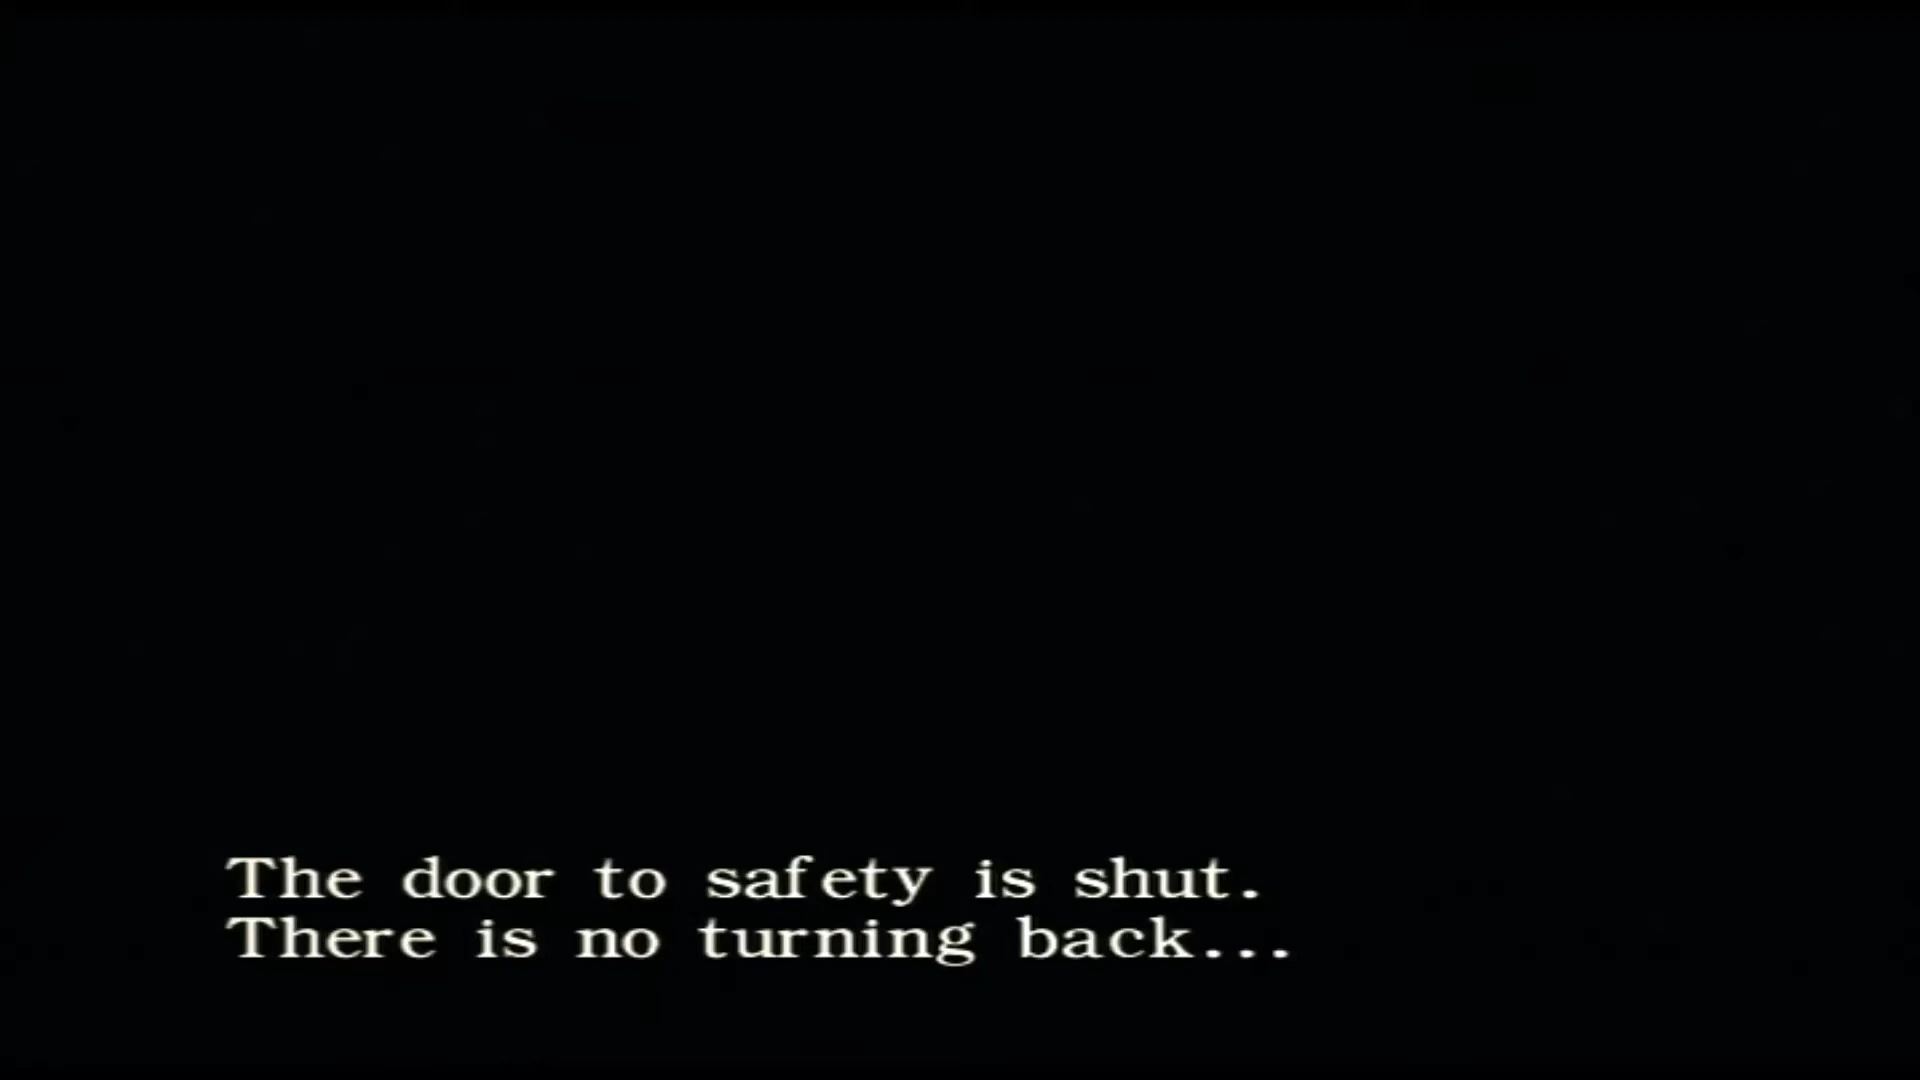 The door to safety is shut.
There is no turning back...